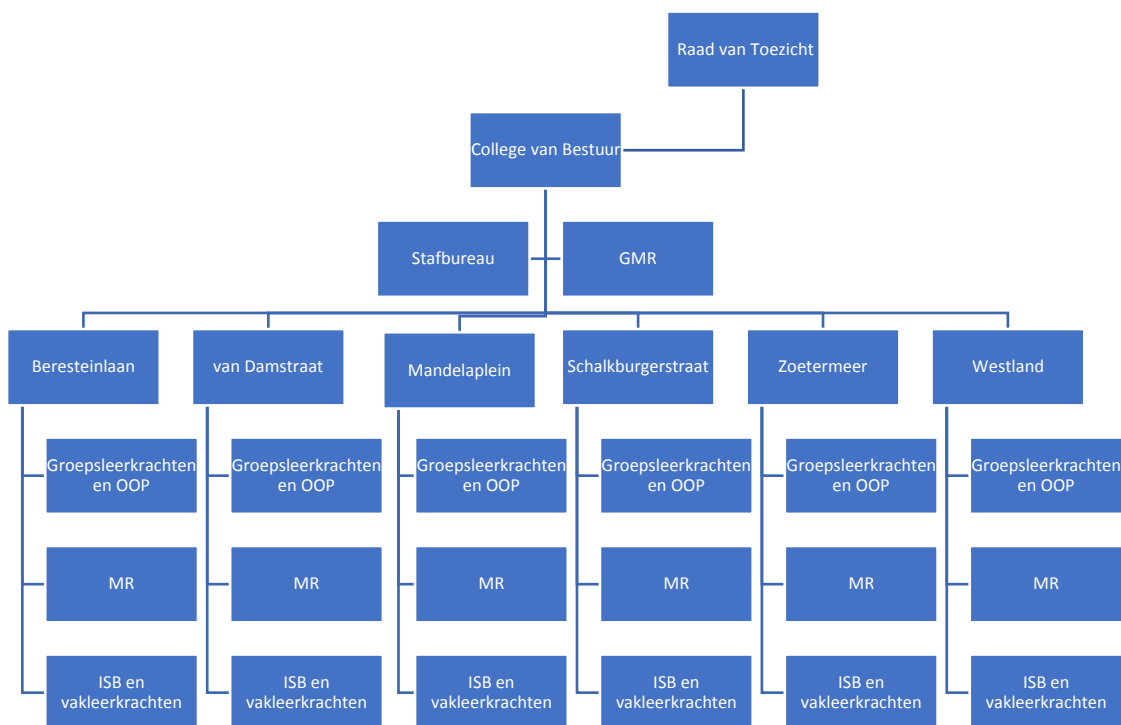 Raad van Toezicht
College van Bestuur
Stafbureau
GMR
Beresteinlaan
van Damstraat
Mandelaplein
Schalkburgerstraat
Zoetermeer
Westland
Groepsleerkrachten
en OOP
Groepsleerkrachten
en OOP
Groepsleerkrachten
en OOP
Groepsleerkrachten
en OOP
Groepsleerkrachten
en OOP
Groepsleerkrachten
en OOP
MR
MR
MR
MR
MR
MR
ISB en
vakleerkrachten
ISB en
vakleerkrachten
ISB en
vakleerkrachten
ISB en
vakleerkrachten
ISB en
vakleerkrachten
ISB en
vakleerkrachten